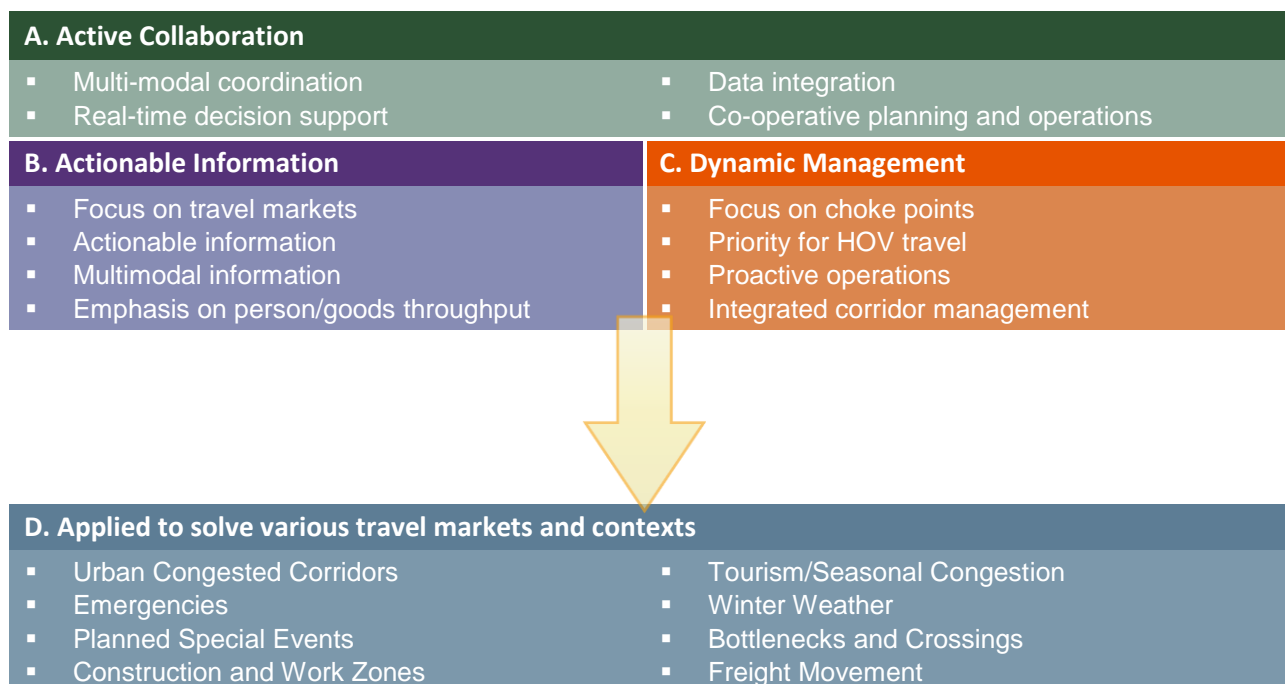 A. Active Collaboration
▪ Multi-modal coordination
▪ Real-time decision support
▪ Data integration
▪ Co-operative planning and operations
B. Actionable Information
▪ Focus on travel markets
▪ Actionable information
▪ Multimodal information
▪ Emphasis on person/goods throughput
C. Dynamic Management
▪ Focus on choke points
▪ Priority for HOV travel
▪ Proactive operations
▪ Integrated corridor management
D. Applied to solve various travel markets and contexts
▪ Urban Congested Corridors
▪ Emergencies
▪ Planned Special Events
▪ Construction and Work Zones
▪ Tourism/Seasonal Congestion
▪ Winter Weather
▪ Bottlenecks and Crossings
▪ Freight Movement